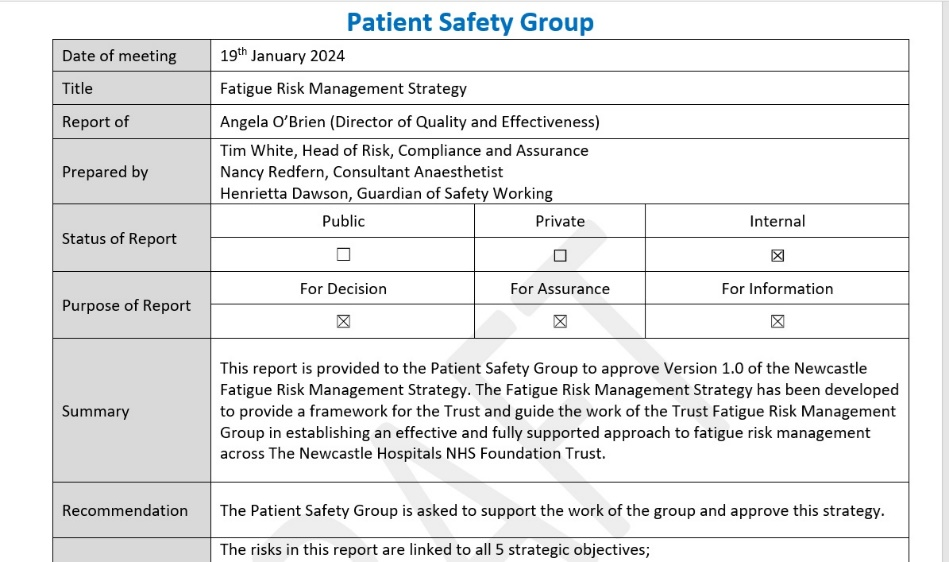 Patient Safety Group
Date of meeting
19th January 2024
Title
Fatigue Risk Management Strategy
Report of
Angela O’Brien (Director of Quality and Effectiveness)
Prepared by
Tim White, Head of Risk, Compliance and Assurance
Nancy Redfern, Consultant Anaesthetist
Henrietta Dawson, Guardian of Safety Working
Status of Report
Public
Private
Internal
☐
☐
☒
Purpose of Report
For Decision
For Assurance
For Information
☒
☒
☒
Summary
This report is provided to the Patient Safety Group to approve Version 1.0 of the Newcastle
Fatigue Risk Management Strategy. The Fatigue Risk Management Strategy has been developed
to provide a framework for the Trust and guide the work of the Trust Fatigue Risk Management
Group in establishing an effective and fully supported approach to fatigue risk management
across The Newcastle Hospitals NHS Foundation Trust.
Recommendation
The Patient Safety Group is asked to support the work of the group and approve this strategy.
The risks in this report are linked to all 5 strategic objectives;
DRAFT